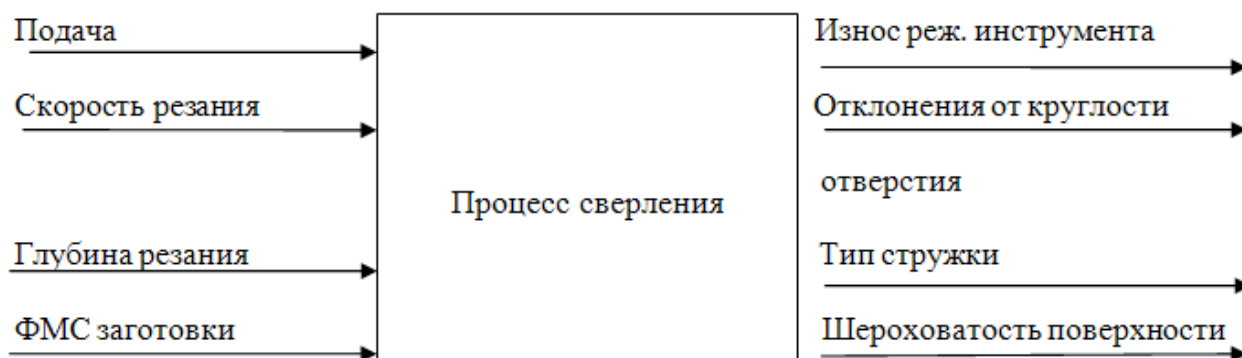 Подача
Скорость резания
Глубина резания
ФМС заготовки
Процесс сверления
Износ реж. инструмента
Отклонения от круглости
отверстия
Тип стружки
Шероховатость поверхности